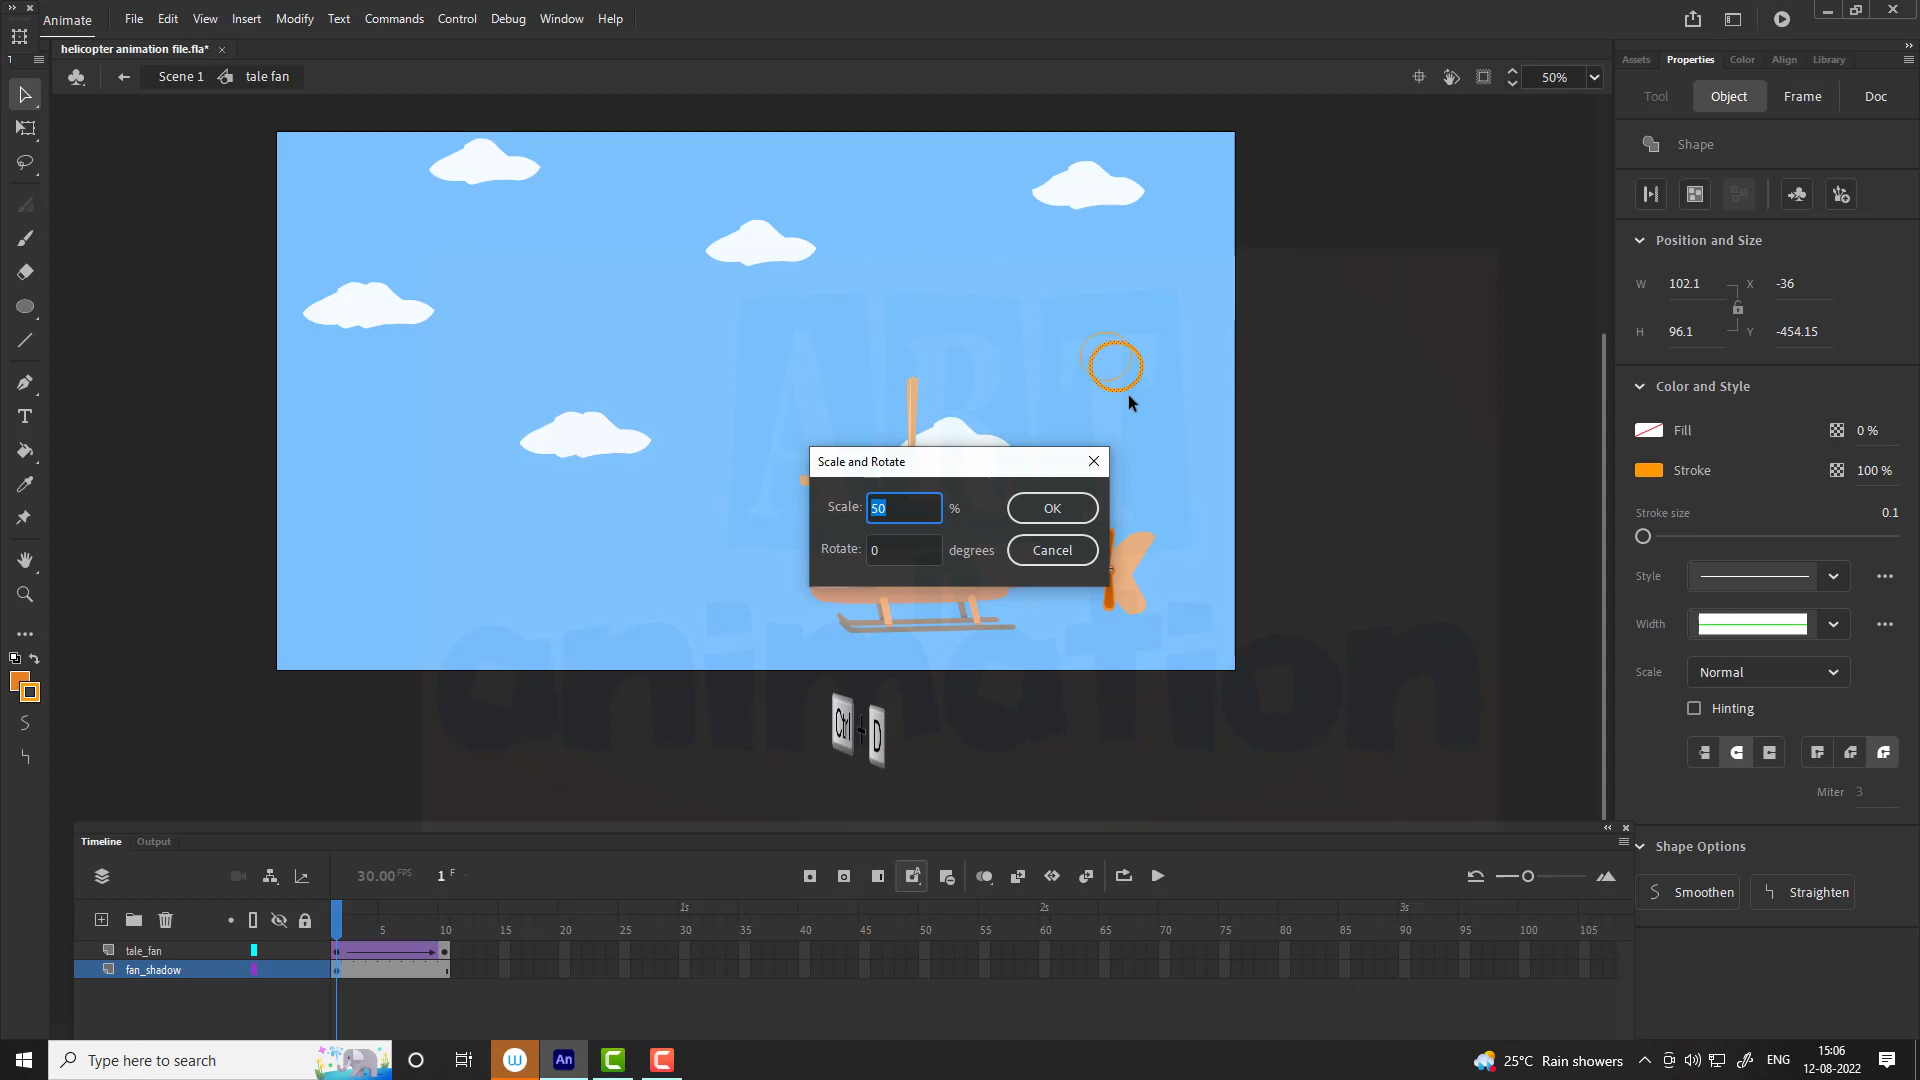 Animate
File Edit View Insert Modify Text Commands Control Debug Window Help
helicopter animation file.fla*
Scene 1 tale fan
50%
Assets Properties Color Align Library
Tool Object Frame Doc
Shape
Position and Size
W 102.1 X -36
H 96.1 Y -454.15
Color and Style
Fill 0 %
Stroke 100 %
Stroke size 0.1
Style
Width
Scale Normal
Hinting
Miter 3
Shape Options
Smoothen Straighten
ART
animation
Scale and Rotate
Scale: 50 % OK
Rotate: 0 degrees Cancel
Ctrl + D
Timeline Output
30.00 FPS 1 F
1s 2s 3s
5 10 15 20 25 30 35 40 45 50 55 60 65 70 75 80 85 90 95 100 105
tale_fan
fan_shadow
Type here to search
An
25°C Rain showers
ENG
15:06
12-08-2022